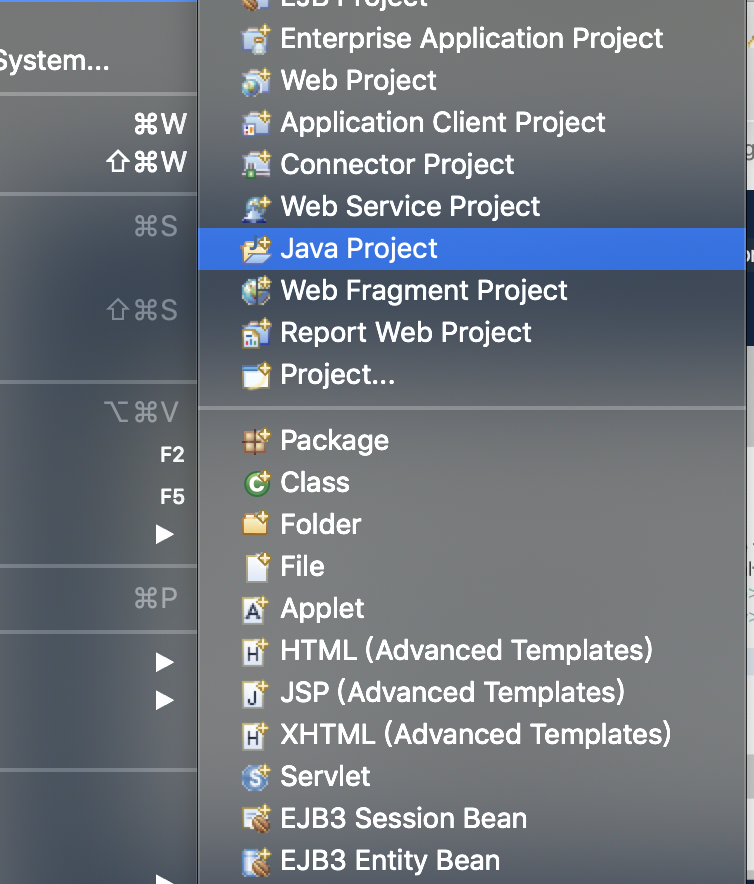 EJB Project
Enterprise Application Project
System...
Web Project
⌘W
Application Client Project
⇧⌘W
Connector Project
⌘S
Web Service Project
Java Project
Web Fragment Project
⇧⌘S
Report Web Project
Project...
⌥⌘V
Package
F2
Class
F5
Folder
File
⌘P
Applet
HTML (Advanced Templates)
JSP (Advanced Templates)
XHTML (Advanced Templates)
Servlet
EJB3 Session Bean
EJB3 Entity Bean